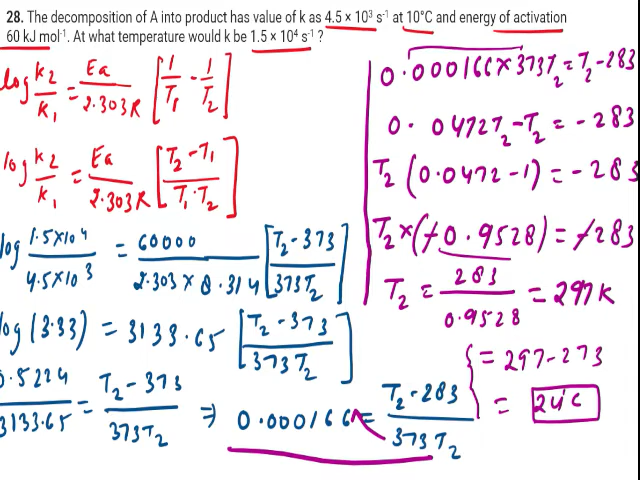 28. The decomposition of A into product has value of k as 4.5 × 10³ s⁻¹ at 10°C and energy of activation
60 kJ mol⁻¹. At what temperature would k be 1.5 × 10⁴ s⁻¹ ?
log K2/K1 = Ea/2.303R [1/T1 - 1/T2]
log K2/K1 = Ea/2.303R [T2-T1/T1.T2]
log 1.5×10⁴/4.5×10³ = 60000/2.303×8.314 [T2-373/373T2]
log (3.33) = 3133.65 [T2-373/373T2]
0.5224/3133.65 = T2-373/373T2 ⇒ 0.000166 = T2-283/373T2
0.000166×373T2 = T2-283
0.0472T2-T2 = -283
T2 (0.0472-1) = -283
T2×(-0.9528) = -283
T2 = 283/0.9528 = 297K
= 297-273
= 24°C